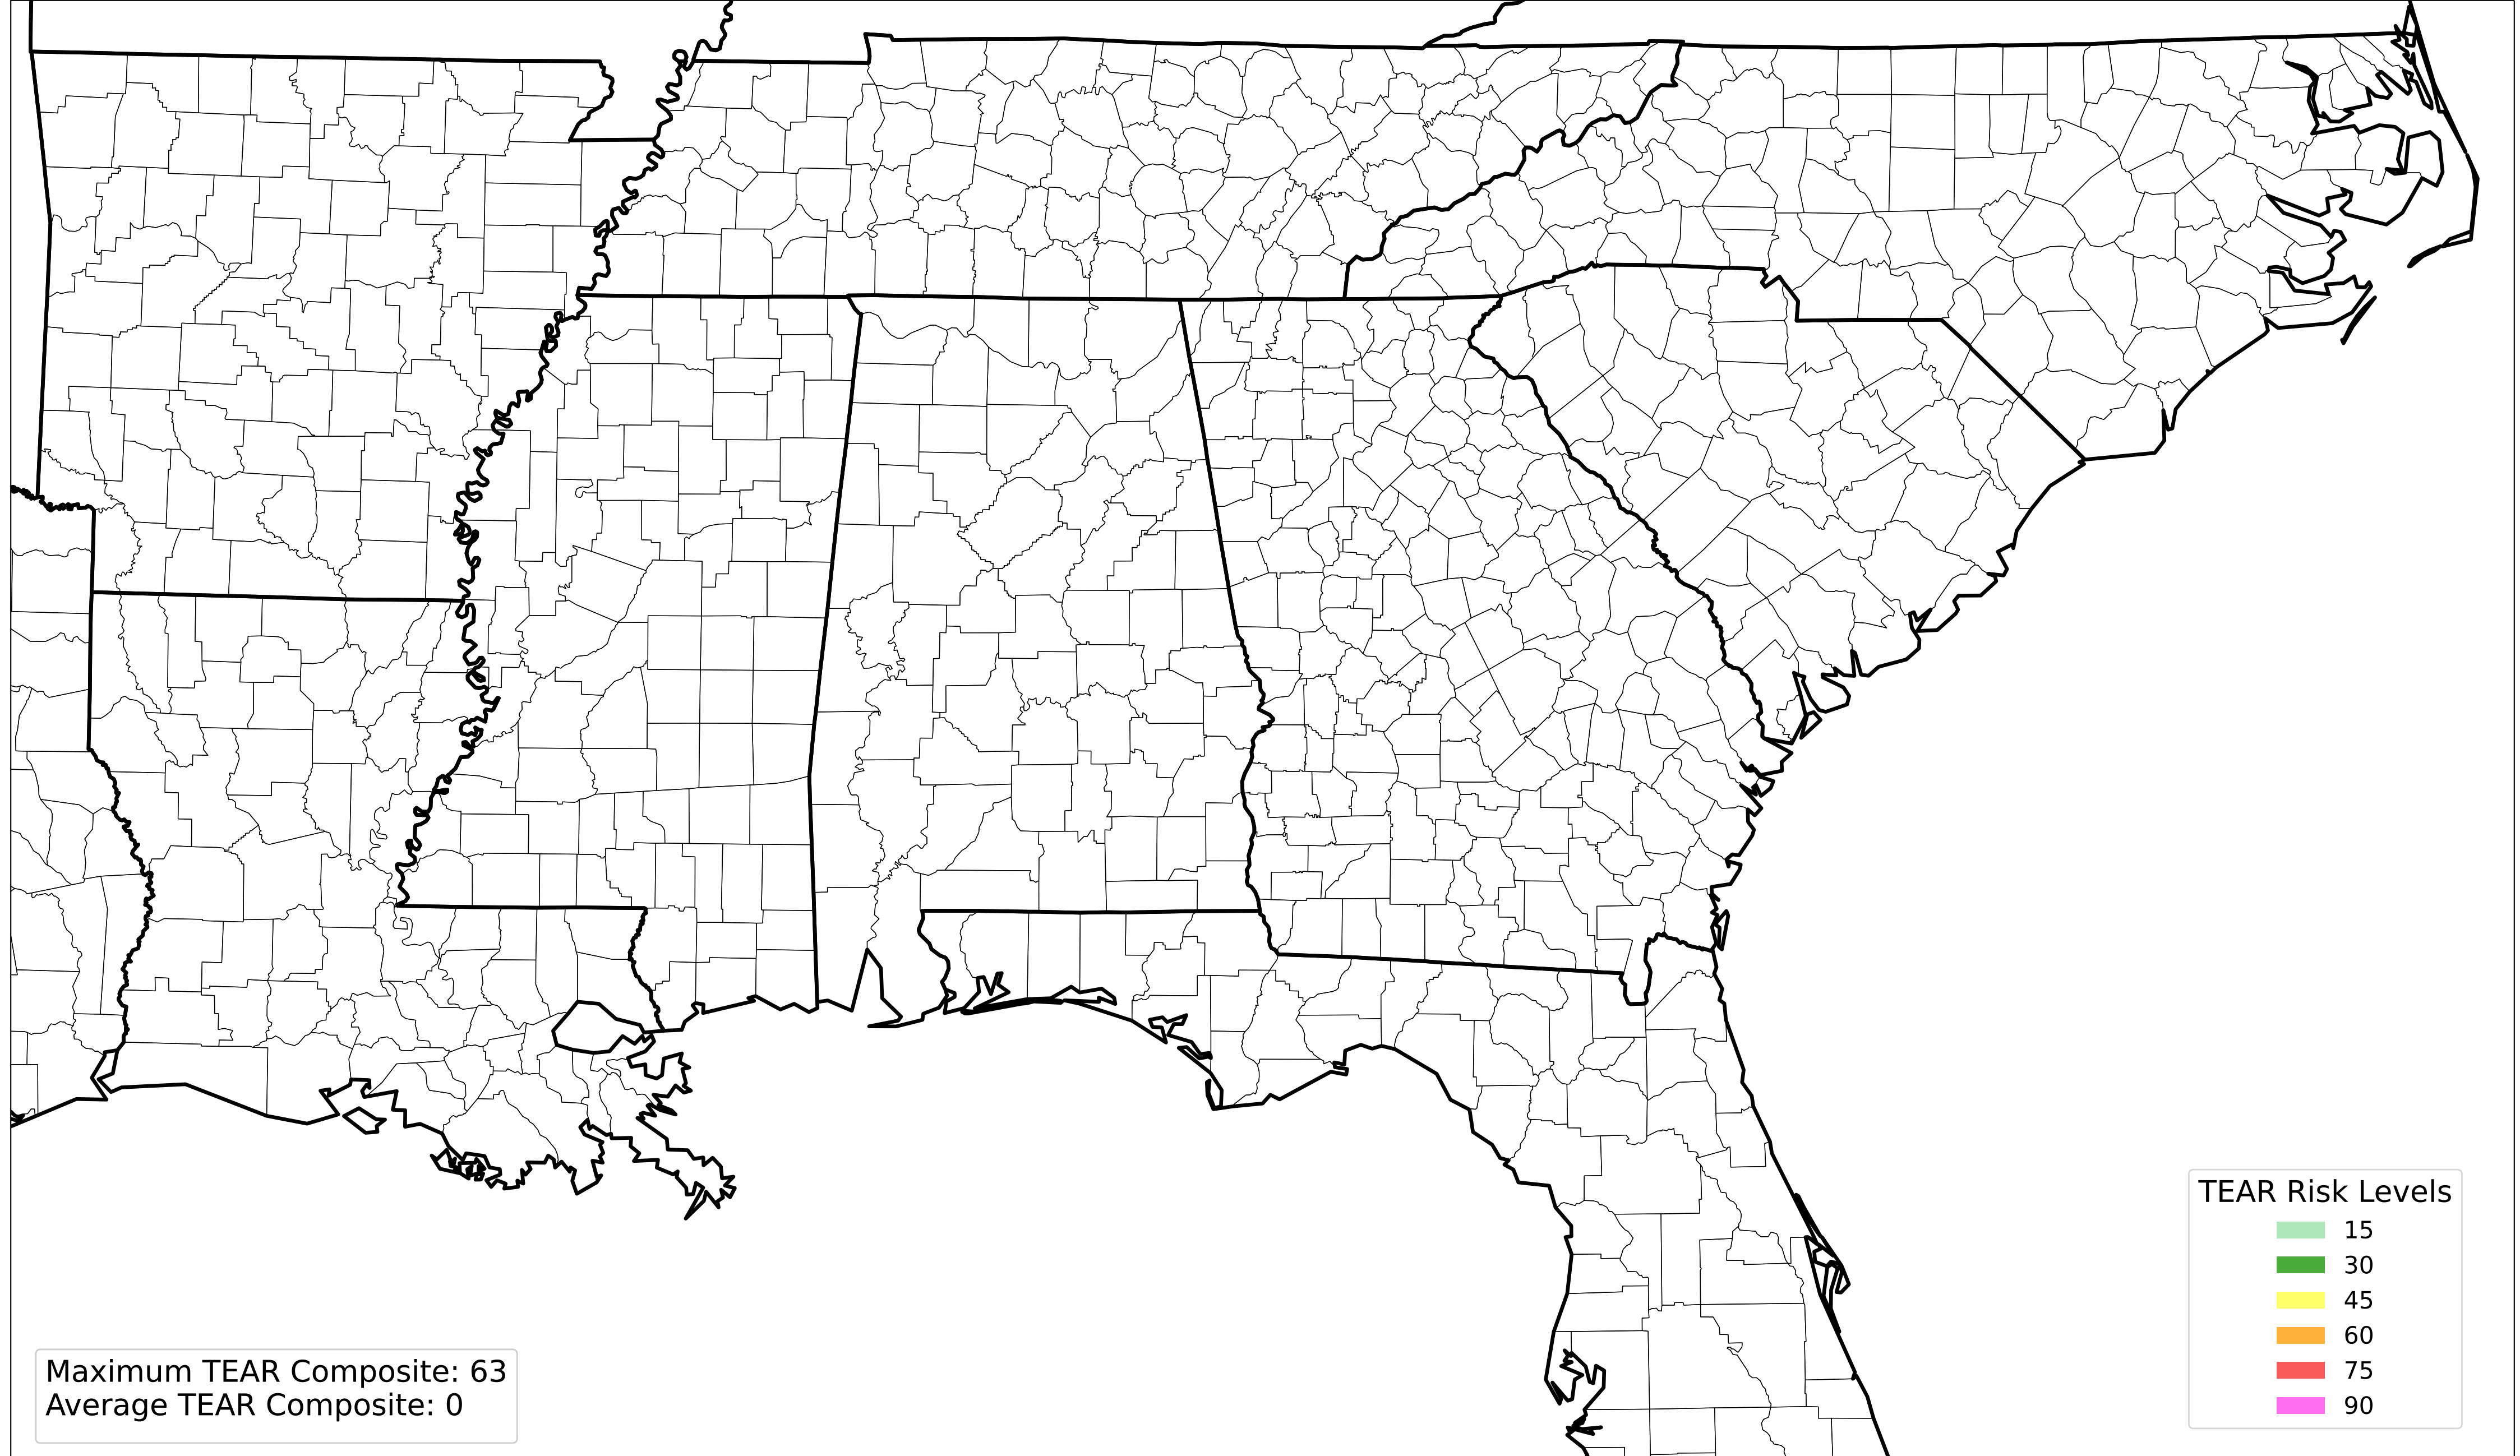 TEAR Risk Levels
15
30
45
60
75
90
Maximum TEAR Composite: 63
Average TEAR Composite: 0